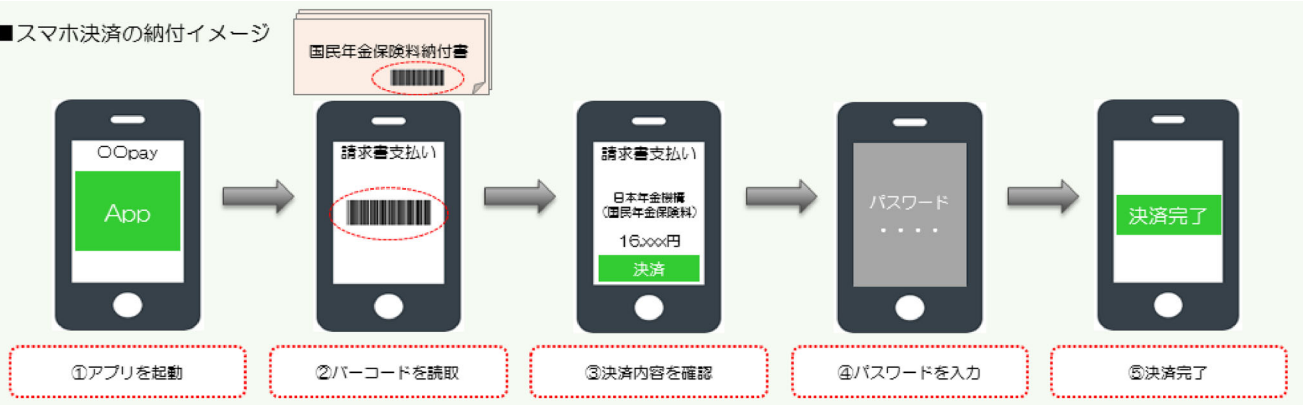 ■スマホ決済の納付イメージ
国民年金保険料納付書
〇〇pay
App
請求書支払い
請求書支払い
日本年金機構
(国民年金保険料)
16,xxx円
決済
パスワード
・・・・
決済完了
①アプリを起動
②バーコードを読取
③決済内容を確認
④パスワードを入力
⑤決済完了